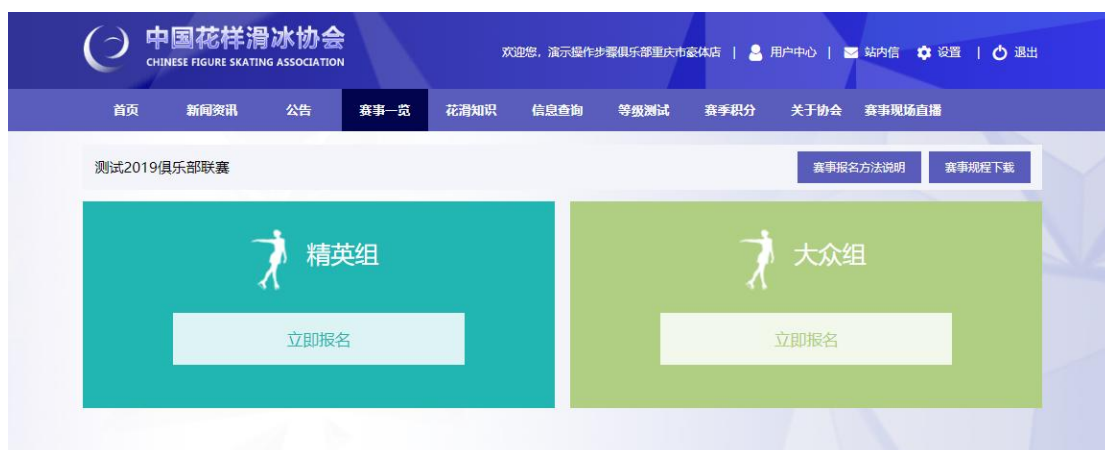 中国花样滑冰协会
CHINESE FIGURE SKATING ASSOCIATION
欢迎您，演示操作步骤俱乐部重庆市豪体店 | 用户中心 | 站内信 设置 | 退出
首页 新闻资讯 公告 赛事一览 花滑知识 信息查询 等级测试 赛季积分 关于协会 赛事现场直播
测试2019俱乐部联赛 赛事报名方法说明 赛事规程下载
精英组 大众组
立即报名 立即报名